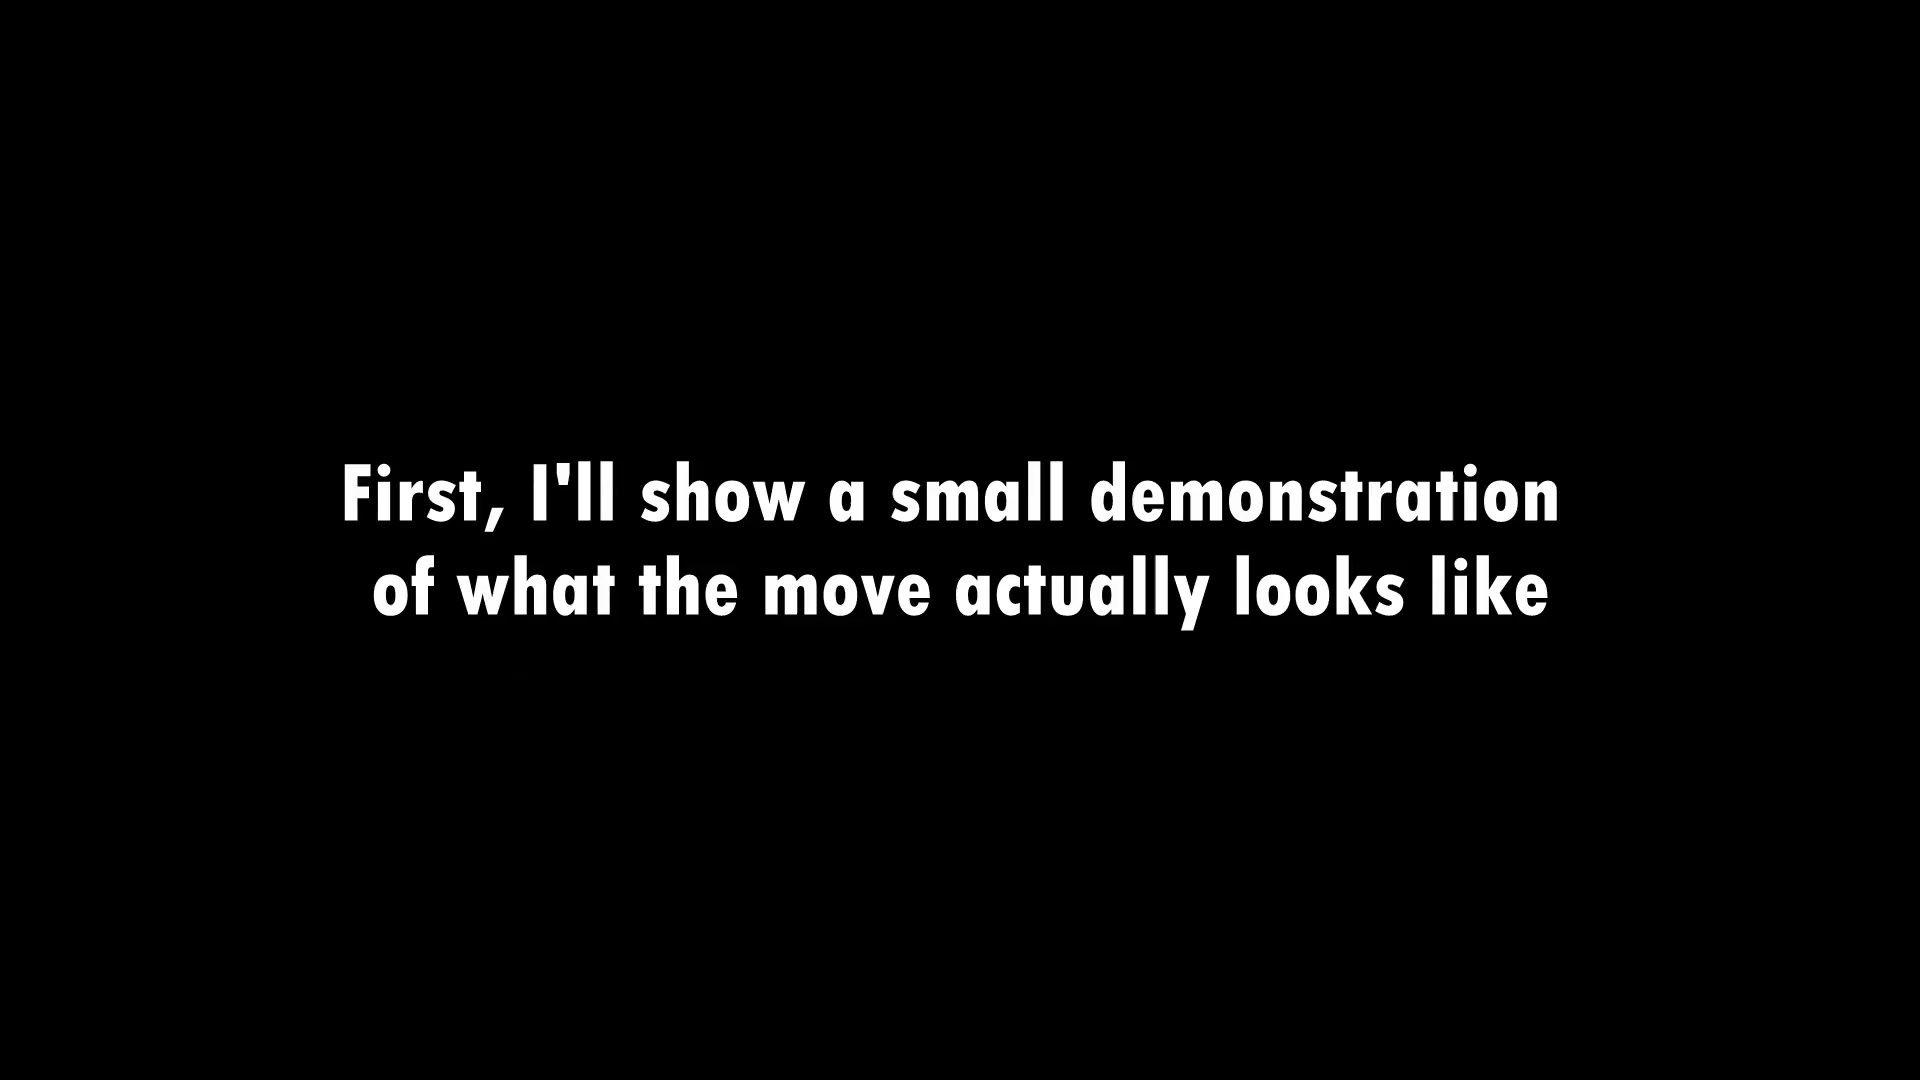 First, I'll show a small demonstration
of what the move actually looks like